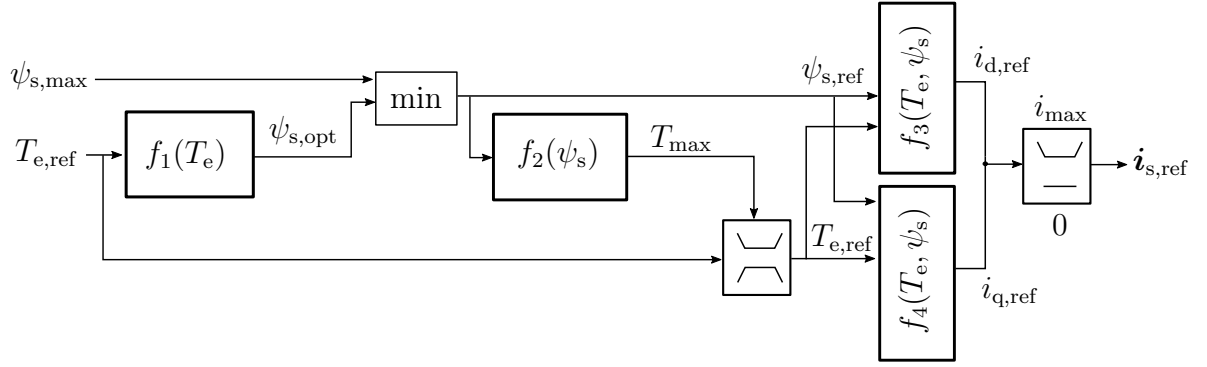 ψs,max
Te,ref
f1(Te)
ψs,opt
min
f2(ψs)
Tmax
ψs,ref
Te,ref
f3(Te, ψs)
f4(Te, ψs)
id,ref
iq,ref
imax
0
is,ref